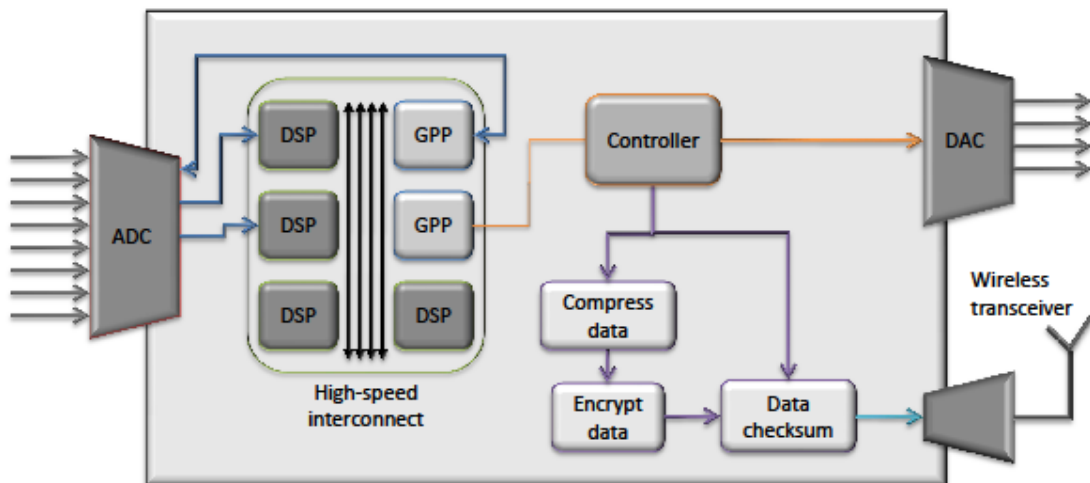 DSP
GPP
Controller
DAC
ADC
DSP
GPP
Wireless
transceiver
DSP
DSP
Compress
data
High-speed
interconnect
Encrypt
data
Data
checksum